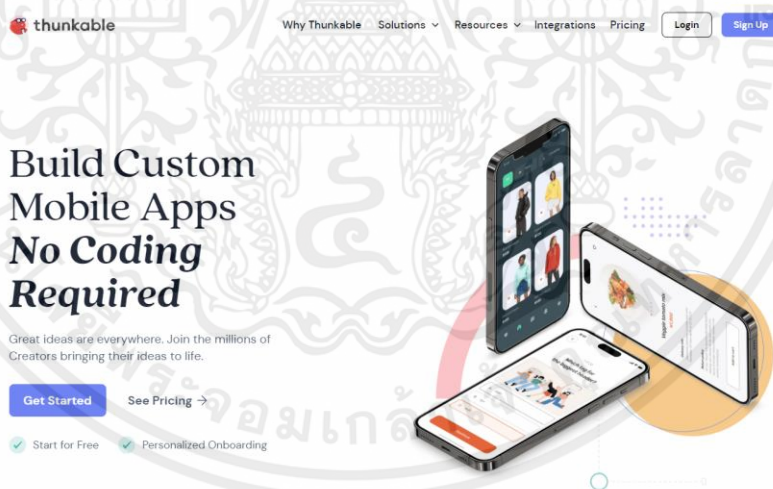 thunkable
Why Thunkable Solutions Resources Integrations Pricing Login Sign Up
Build Custom
Mobile Apps
No Coding
Required
Great ideas are everywhere. Join the millions of
Creators bringing their ideas to life.
Get Started See Pricing →
Start for Free Personalized Onboarding